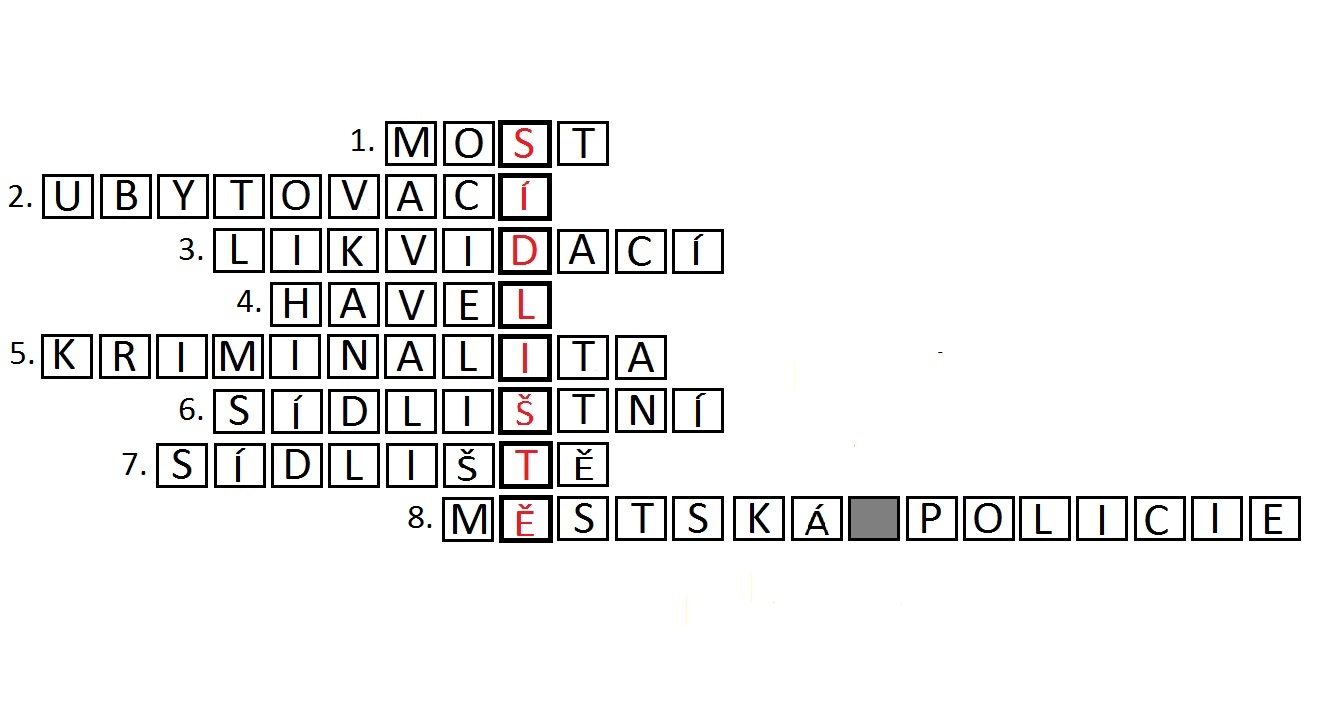 1. MOST
2. UBYTOVACÍ
3. LIKVIDACÍ
4. HAVEL
5. KRIMINALITA
6. SÍDLIŠTNÍ
7. SÍDLIŠTĚ
8. MĚSTSKÁ POLICIE